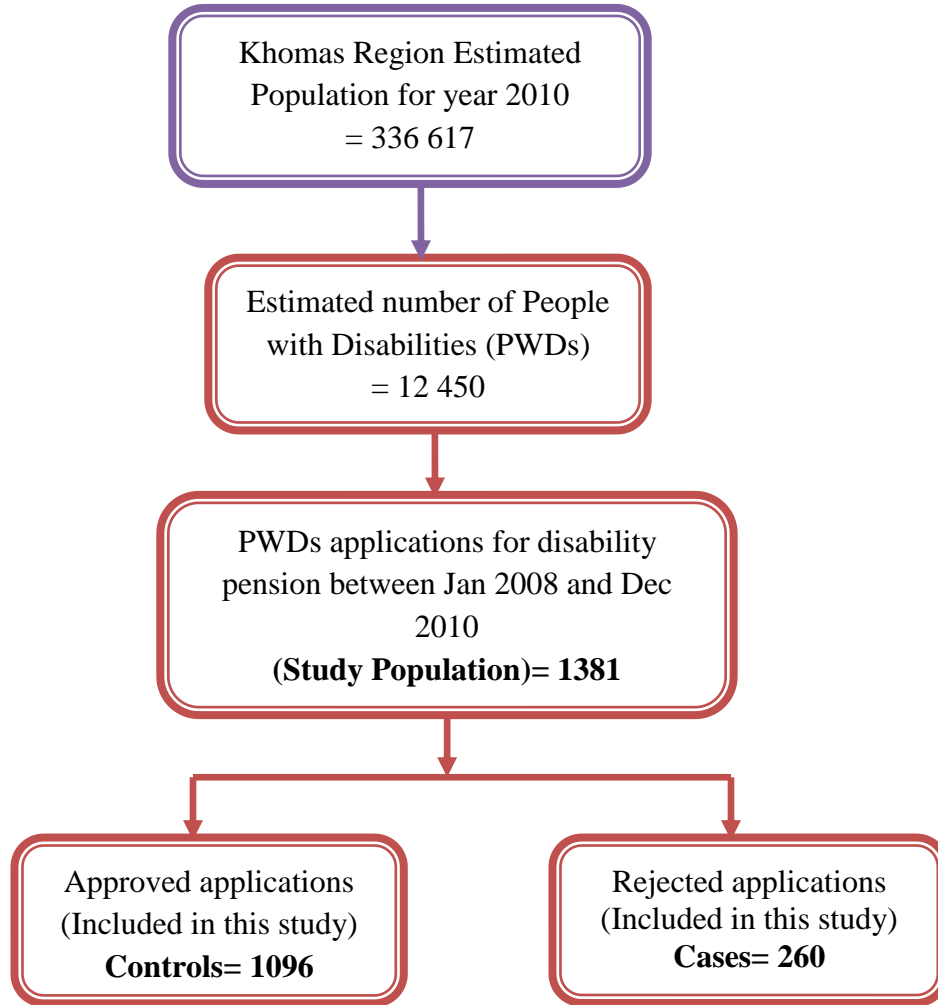 Khomas Region Estimated
Population for year 2010
= 336 617
Estimated number of People
with Disabilities (PWDs)
= 12 450
PWDs applications for disability
pension between Jan 2008 and Dec
2010
(Study Population)= 1381
Approved applications
(Included in this study)
Controls= 1096
Rejected applications
(Included in this study)
Cases= 260